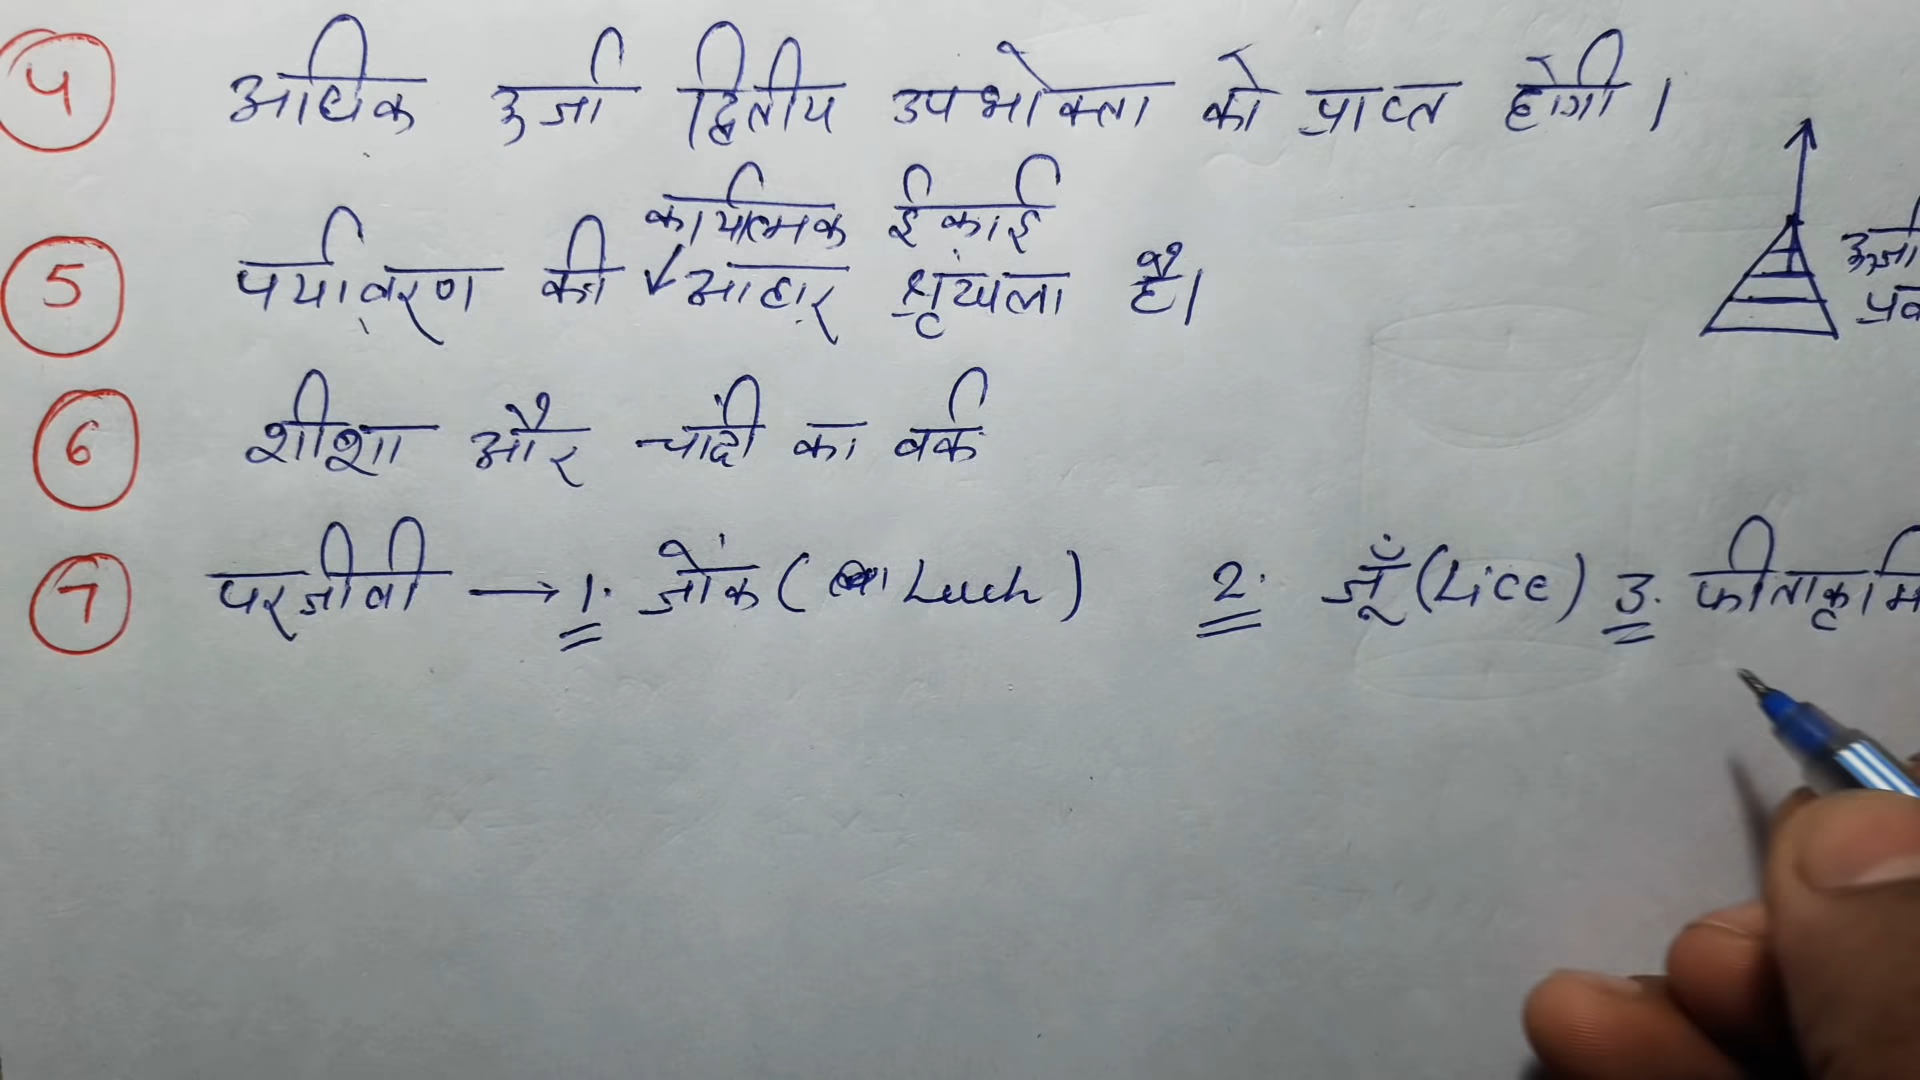 4 अधिक ऊर्जा द्वितीय उपभोक्ता को प्राप्त होगी।
कार्यात्मक ईकाई
5 पर्यावरण की आहार श्रृंखला है।
ऊर्जा
6 शीशा और चांदी का वर्क
7 परजीवी → 1. जोंक ( Leech ) 2. जूँ (Lice) 3. फीताकृमि